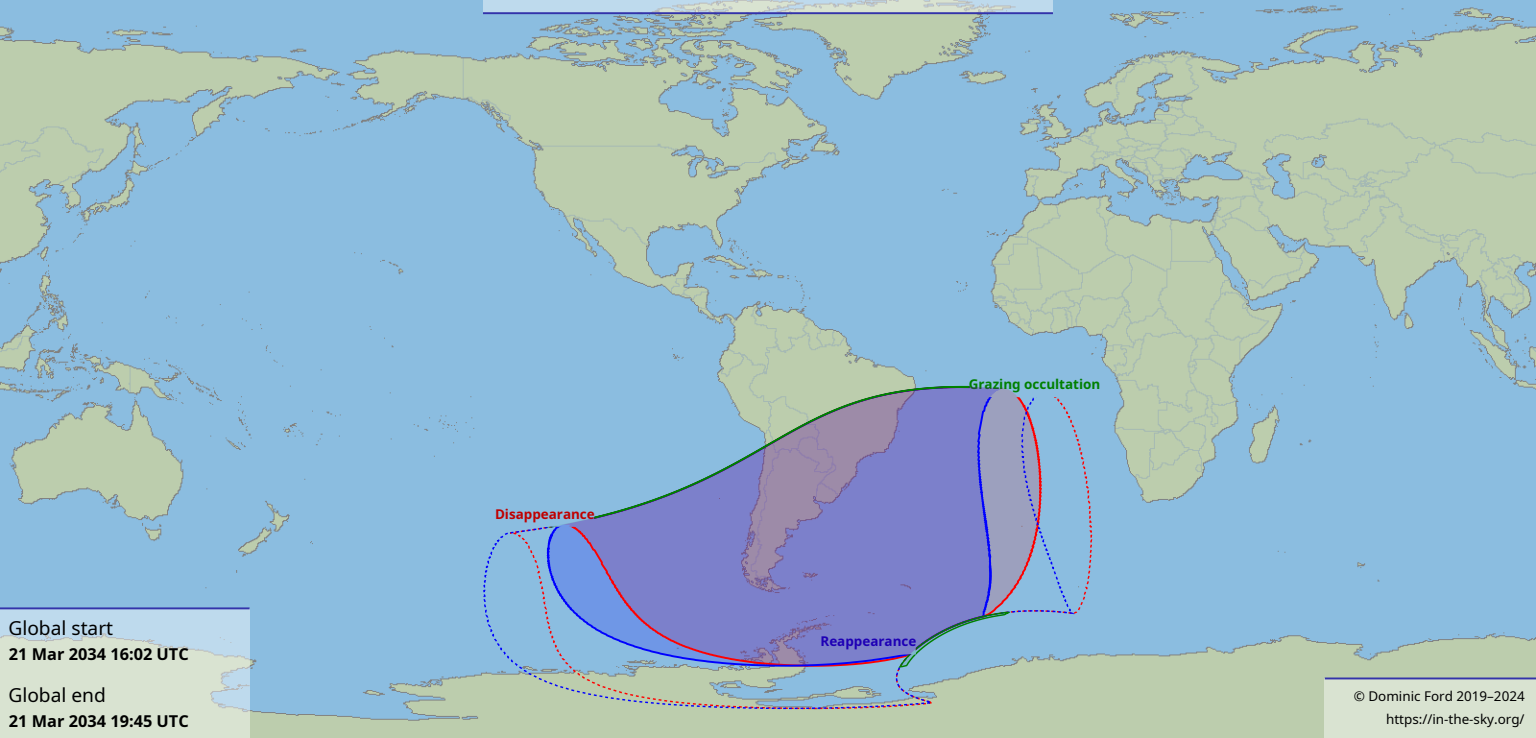 Grazing occultation
Disappearance
Reappearance
Global start
21 Mar 2034 16:02 UTC
Global end
21 Mar 2034 19:45 UTC
© Dominic Ford 2019–2024
https://in-the-sky.org/